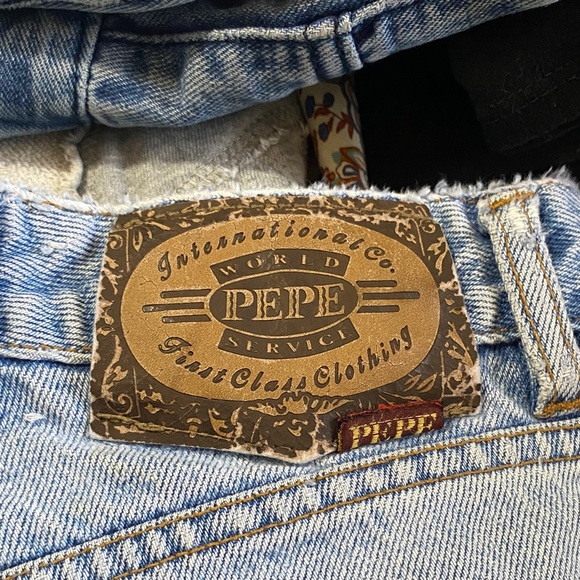 International Co.
WORLD
PEPE
SERVICE
First Class Clothing
PEPE